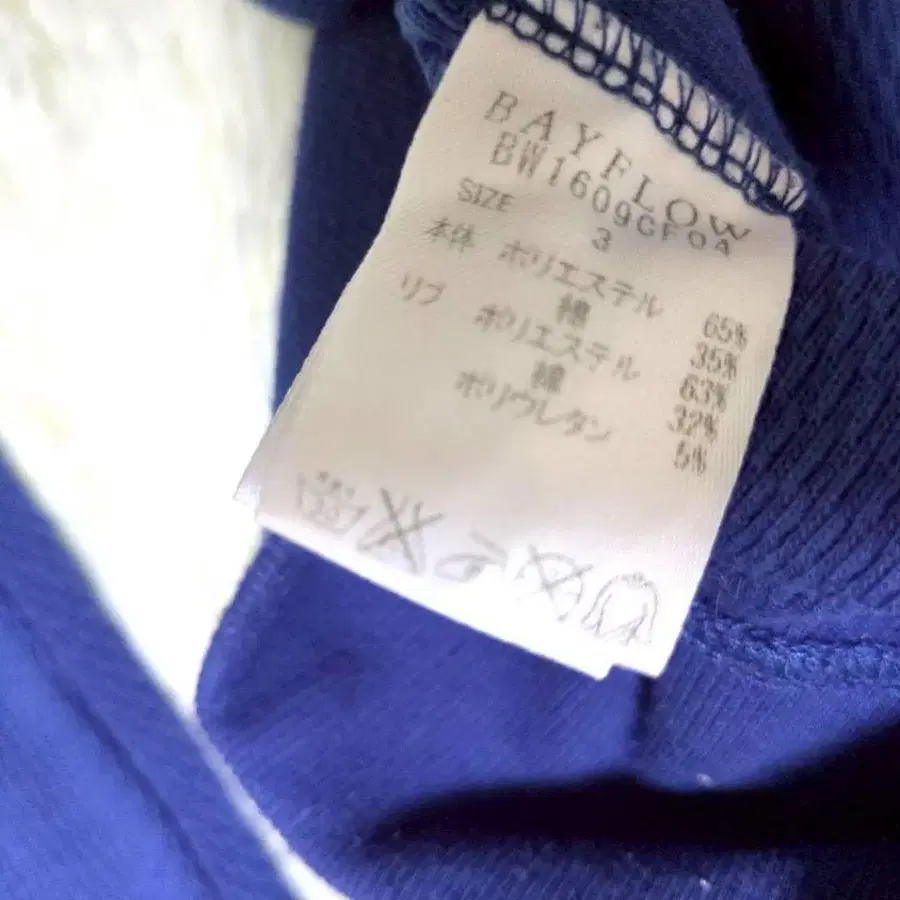 BAYFLOW
BW1609CF04
SIZE 3
本体 ポリエステル 65%
綿 35%
リブ ポリエステル 63%
綿 32%
ポリウレタン 5%